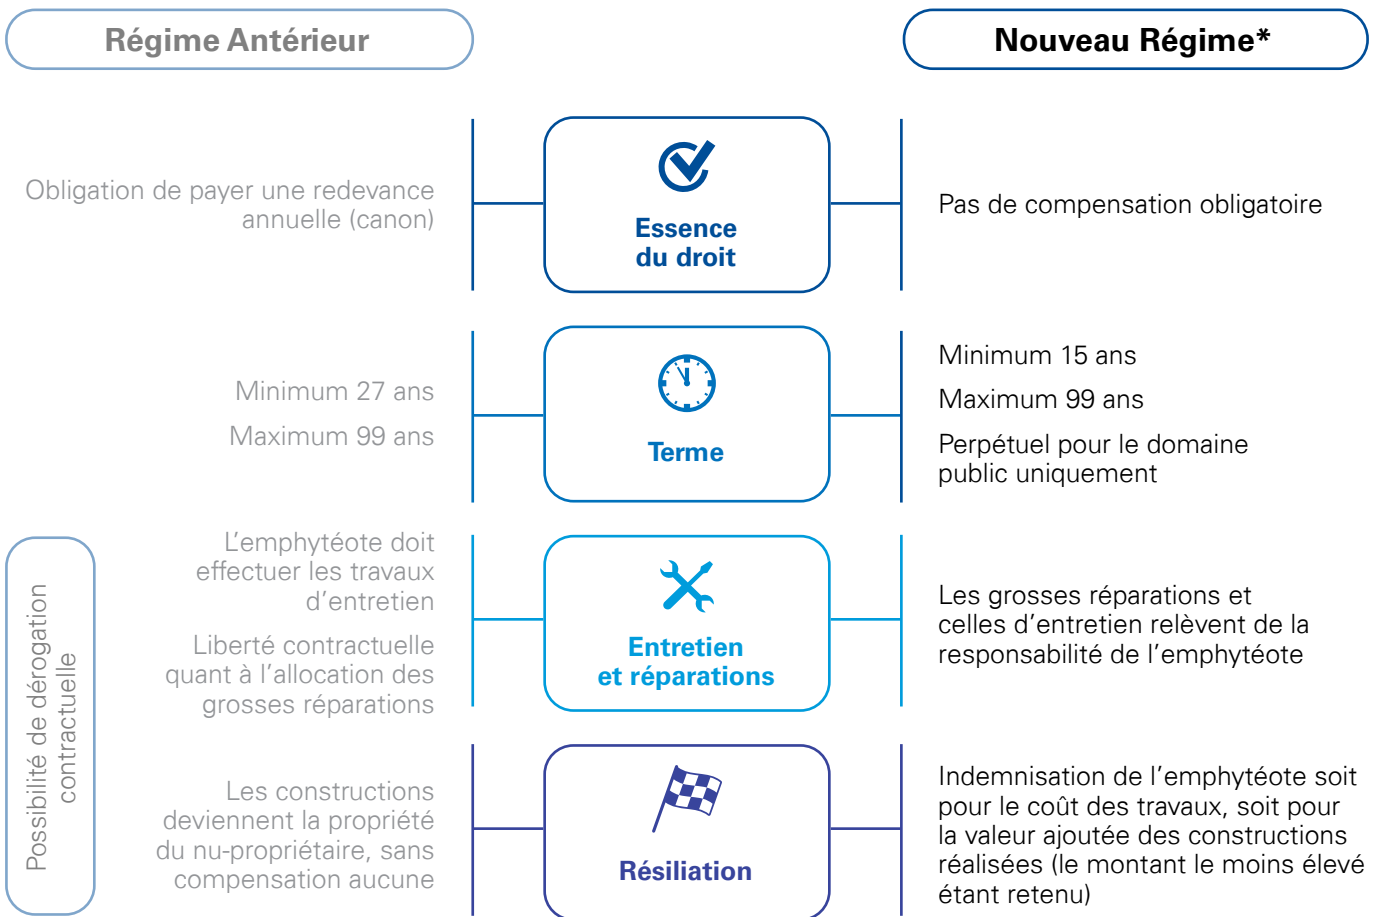 Régime Antérieur
Nouveau Régime*
Obligation de payer une redevance
annuelle (canon)
Essence
du droit
Pas de compensation obligatoire
Minimum 27 ans
Maximum 99 ans
Terme
Minimum 15 ans
Maximum 99 ans
Perpétuel pour le domaine
public uniquement
Possibilité de dérogation
contractuelle
L’emphytéote doit
effectuer les travaux
d’entretien
Liberté contractuelle
quant à l’allocation des
grosses réparations
Entretien
et réparations
Les grosses réparations et
celles d’entretien relèvent de la
responsabilité de l’emphytéote
Les constructions
deviennent la propriété
du nu-propriétaire, sans
compensation aucune
Résiliation
Indemnisation de l’emphytéote soit
pour le coût des travaux, soit pour
la valeur ajoutée des constructions
réalisées (le montant le moins élevé
étant retenu)